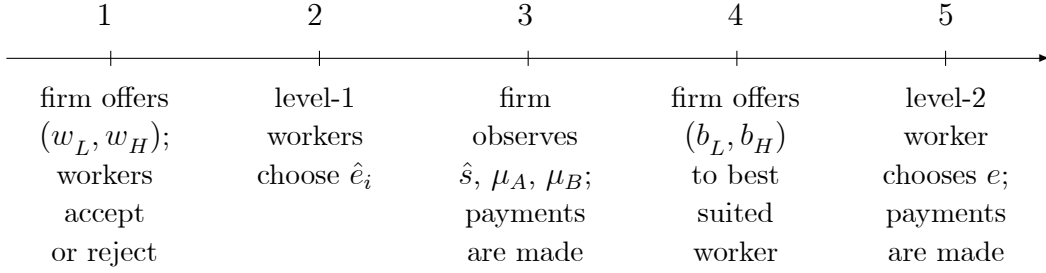 1 2 3 4 5
firm offers level-1 firm firm offers level-2
(w_L, w_H); workers observes (b_L, b_H) worker
workers choose ê_i ŝ, μ_A, μ_B; to best chooses e;
accept payments suited payments
or reject are made worker are made